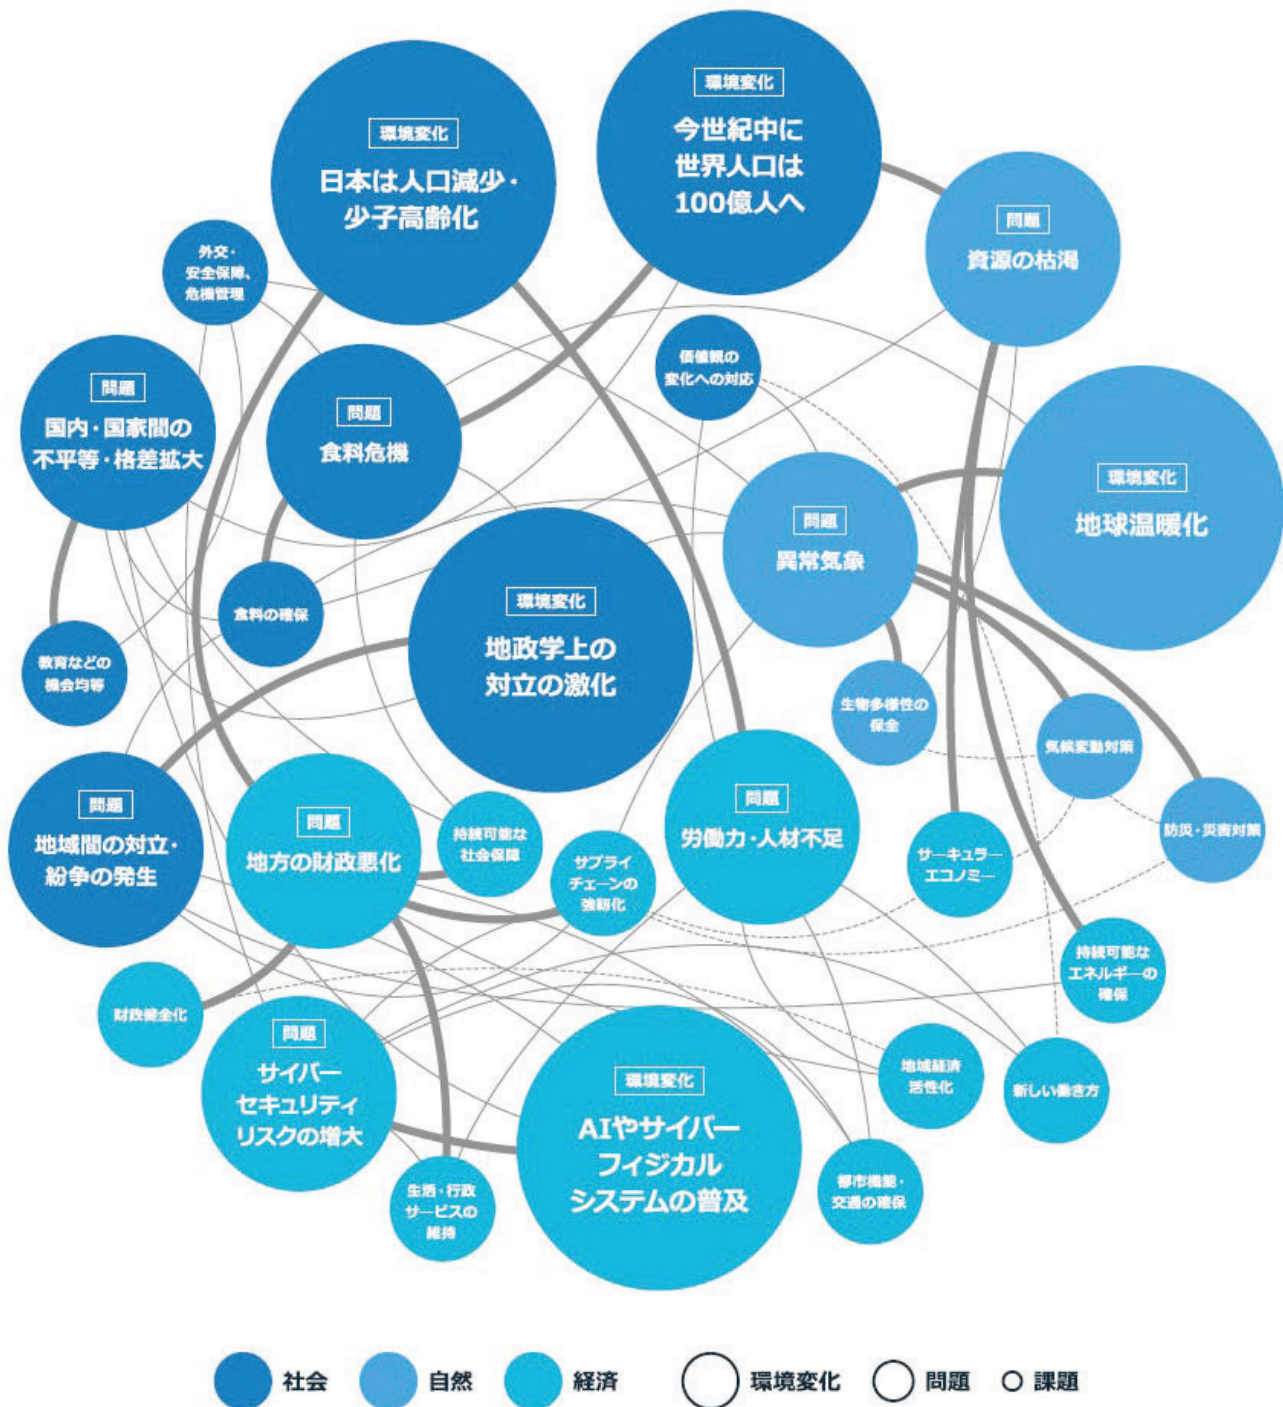 環境変化
今世紀中に
世界人口は
100億人へ
環境変化
日本は人口減少・
少子高齢化
問題
資源の枯渇
外交・
安全保障、
危機管理
価値観の
変化への対応
問題
国内・国家間の
不平等・格差拡大
問題
食料危機
環境変化
地球温暖化
問題
異常気象
環境変化
地政学上の
対立の激化
食料の確保
教育などの
機会均等
生物多様性の
保全
気候変動対策
問題
地域間の対立・
紛争の発生
問題
地方の財政悪化
持続可能な
社会保障
サプライ
チェーンの
強靭化
問題
労働力・人材不足
サーキュラー
エコノミー
防災・災害対策
持続可能な
エネルギーの
確保
財政健全化
問題
サイバー
セキュリティ
リスクの増大
環境変化
AIやサイバー
フィジカル
システムの普及
地域経済
活性化
新しい働き方
生活・行政
サービスの
維持
都市機能・
交通の確保
社会
自然
経済
環境変化
問題
課題